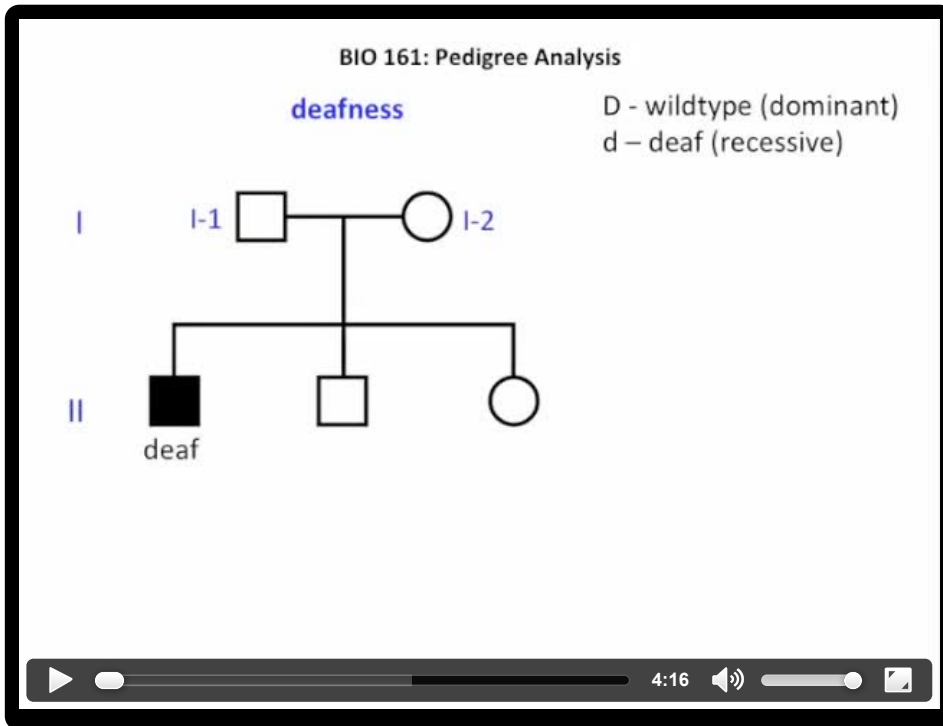 BIO 161: Pedigree Analysis
deafness
D - wildtype (dominant)
d – deaf (recessive)
I
I-1
I-2
II
deaf
4:16